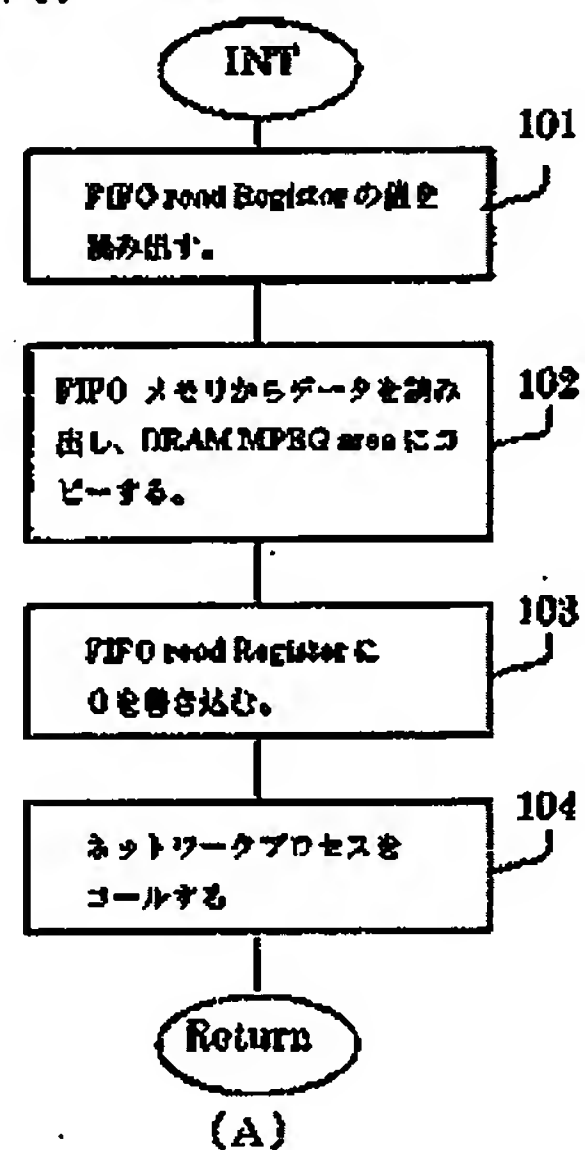 INT
101
FIFO read Register の値を
読み出す。
102
FIFO メモリからデータを読み
出し、DRAM MPEG area にコ
ピーする。
103
FIFO read Register に
0を書き込む。
104
ネットワークプロセスを
コールする
Return
(A)